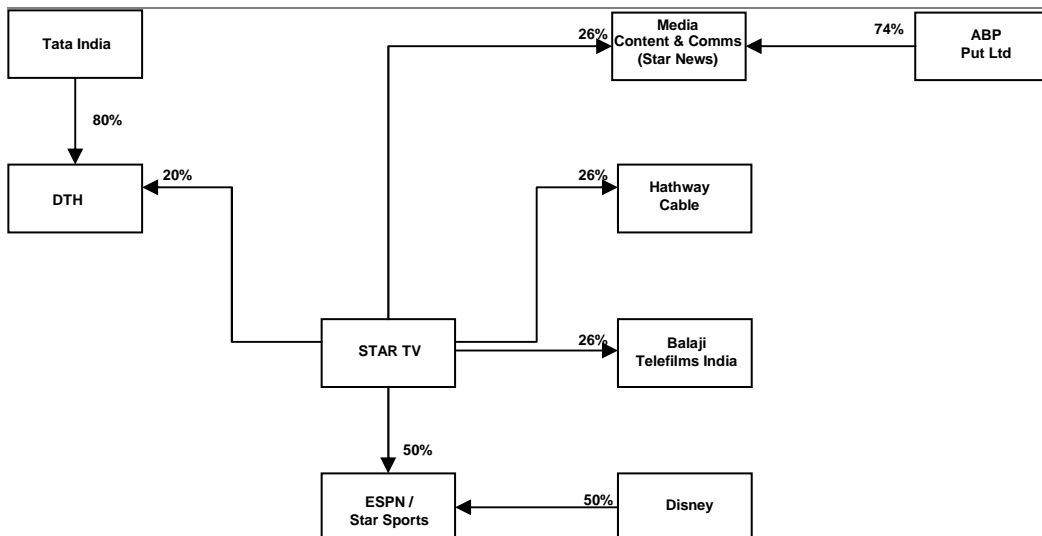 Tata India
26%
Media
Content & Comms
(Star News)
74%
ABP
Put Ltd
80%
DTH
20%
26%
Hathway
Cable
STAR TV
26%
Balaji
Telefilms India
50%
ESPN /
Star Sports
50%
Disney